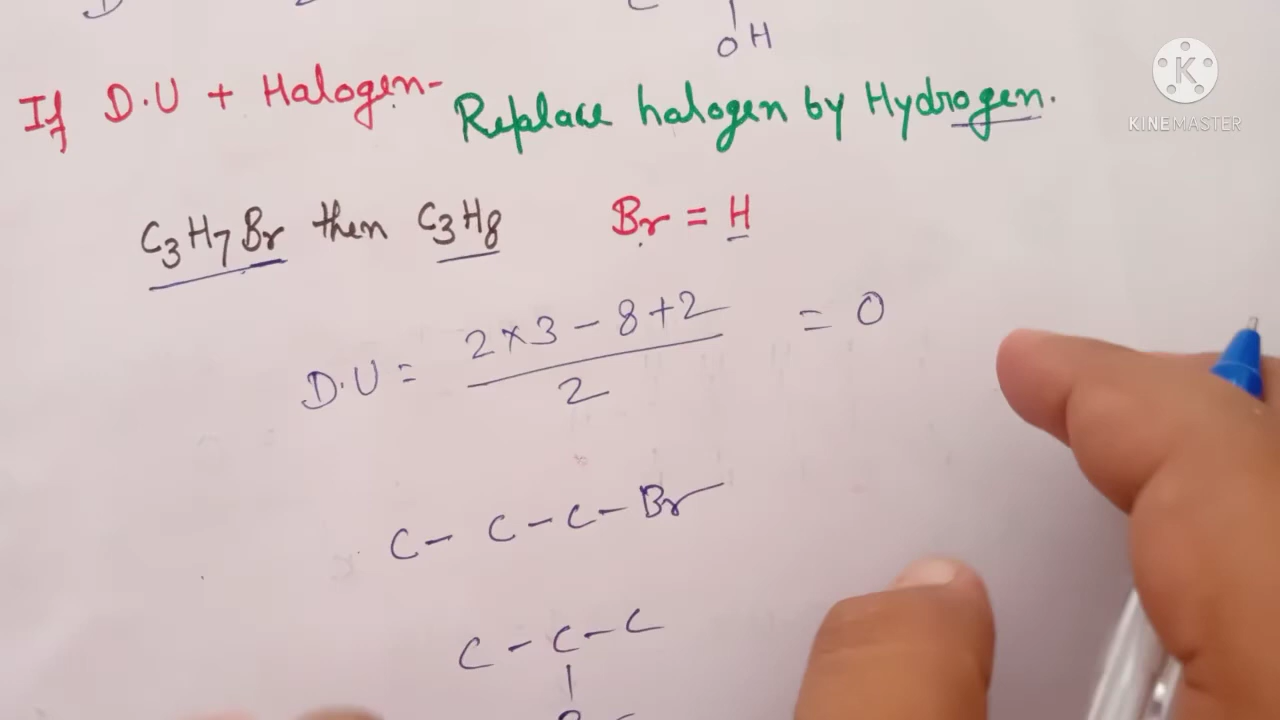 OH
If D.U + Halogen- Replace halogen by Hydrogen.
K
KINEMASTER
C3H7Br then C3H8 Br = H
D.U = 2×3 - 8+2 / 2 = 0
C - C - C - Br
C - C - C
|